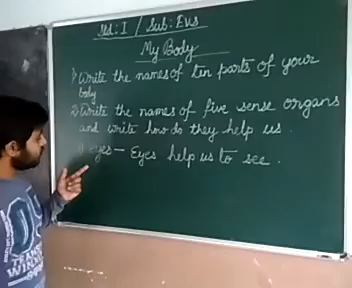 Std: I / Sub: EVS
My Body
1) Write the names of ten parts of your
body
2) Write the names of five sense organs
and write how do they help us.
1) eyes – Eyes help us to see.